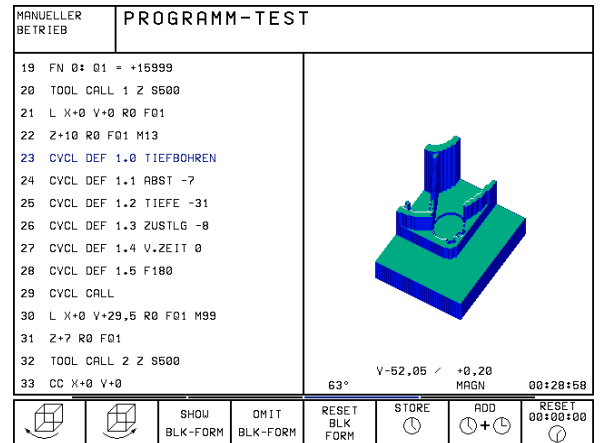 MANUELLER
BETRIEB
PROGRAMM-TEST
19 FN 0: Q1 = +15999
20 TOOL CALL 1 Z S500
21 L X+0 Y+0 R0 FQ1
22 Z+10 R0 FQ1 M13
23 CYCL DEF 1.0 TIEFBOHREN
24 CYCL DEF 1.1 ABST -7
25 CYCL DEF 1.2 TIEFE -31
26 CYCL DEF 1.3 ZUSTLG -8
27 CYCL DEF 1.4 V.ZEIT 0
28 CYCL DEF 1.5 F180
29 CYCL CALL
30 L X+0 Y+29,5 R0 FQ1 M99
31 Z+7 R0 FQ1
32 TOOL CALL 2 Z S500
33 CC X+0 Y+0
Y-52,05 / +0,20
63° MAGN 00:28:58
SHOW
BLK-FORM
OMIT
BLK-FORM
RESET
BLK
FORM
STORE
ADD
+
RESET
00:00:00